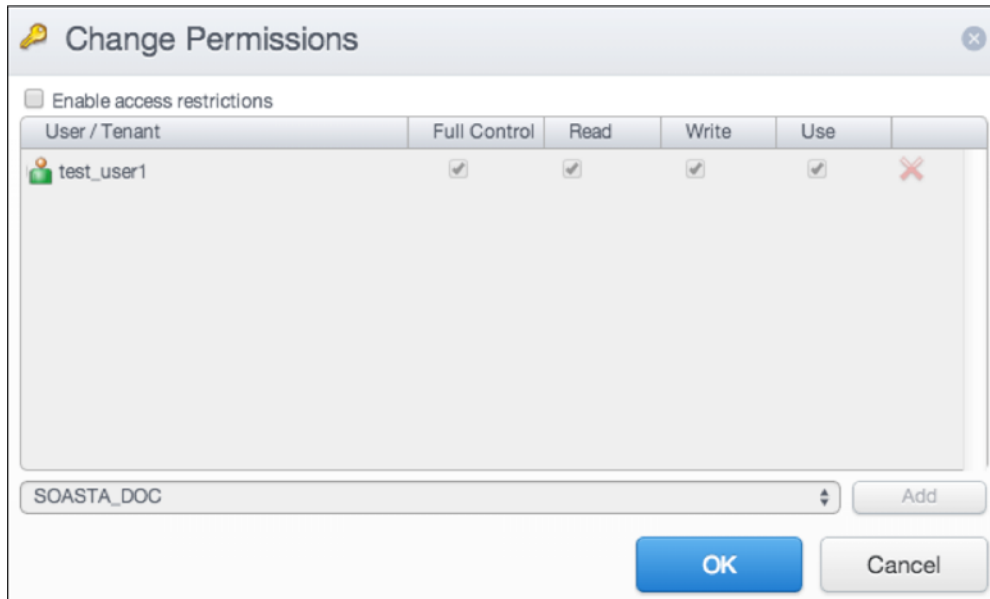 Change Permissions
Enable access restrictions
User / Tenant Full Control Read Write Use
test_user1
SOASTA_DOC Add
OK Cancel